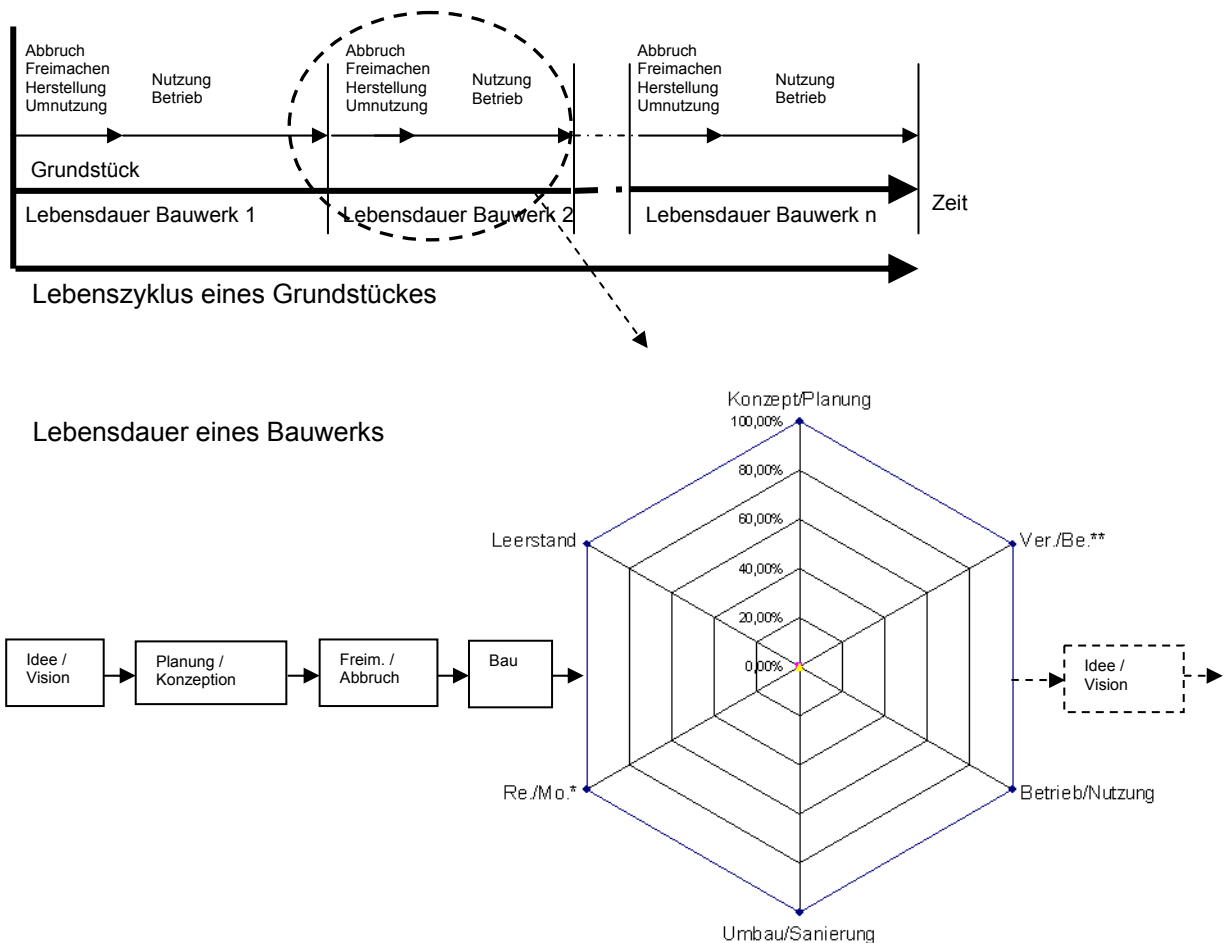 Abbruch
Freimachen
Herstellung
Umnutzung
Nutzung
Betrieb
Abbruch
Freimachen
Herstellung
Umnutzung
Nutzung
Betrieb
Abbruch
Freimachen
Herstellung
Umnutzung
Nutzung
Betrieb
Grundstück
Lebensdauer Bauwerk 1
Lebensdauer Bauwerk 2
Lebensdauer Bauwerk n
Zeit
Lebenszyklus eines Grundstückes
Lebensdauer eines Bauwerks
Konzept/Planung
100,00%
80,00%
60,00%
40,00%
20,00%
0,00%
Leerstand
Ver./Be.**
Re./Mo.*
Betrieb/Nutzung
Umbau/Sanierung
Idee /
Vision
Planung /
Konzeption
Freim. /
Abbruch
Bau
Idee /
Vision